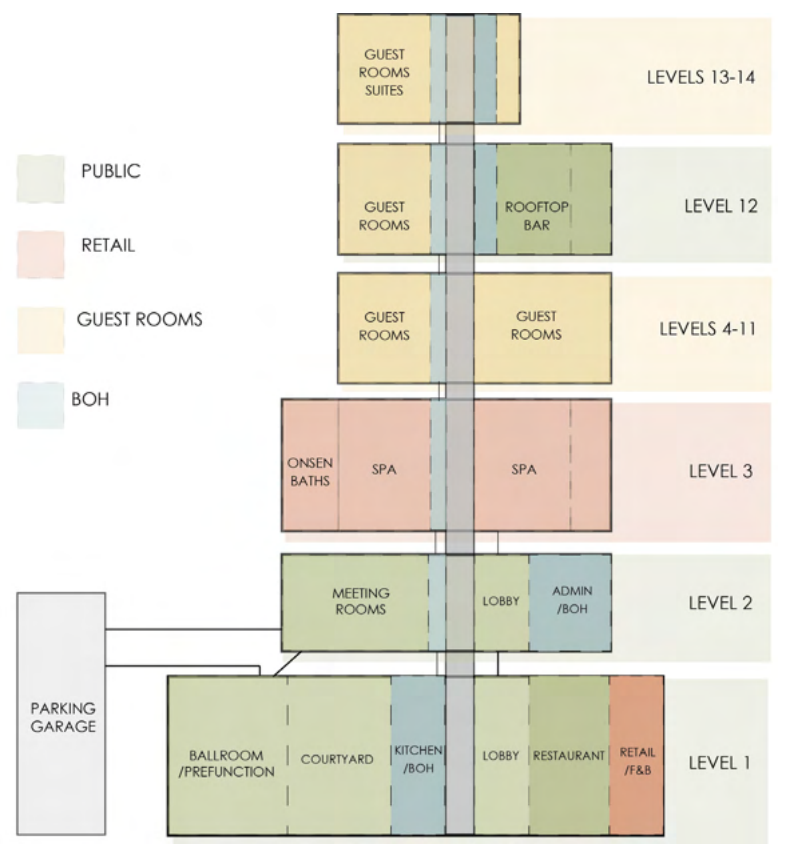 GUEST
ROOMS
SUITES
LEVELS 13-14
PUBLIC
GUEST
ROOMS
ROOFTOP
BAR
LEVEL 12
RETAIL
GUEST ROOMS
GUEST
ROOMS
GUEST
ROOMS
LEVELS 4-11
BOH
ONSEN
BATHS
SPA
SPA
LEVEL 3
MEETING
ROOMS
LOBBY
ADMIN
/BOH
LEVEL 2
PARKING
GARAGE
BALLROOM
/PREFUNCTION
COURTYARD
KITCHEN
/BOH
LOBBY
RESTAURANT
RETAIL
/F&B
LEVEL 1